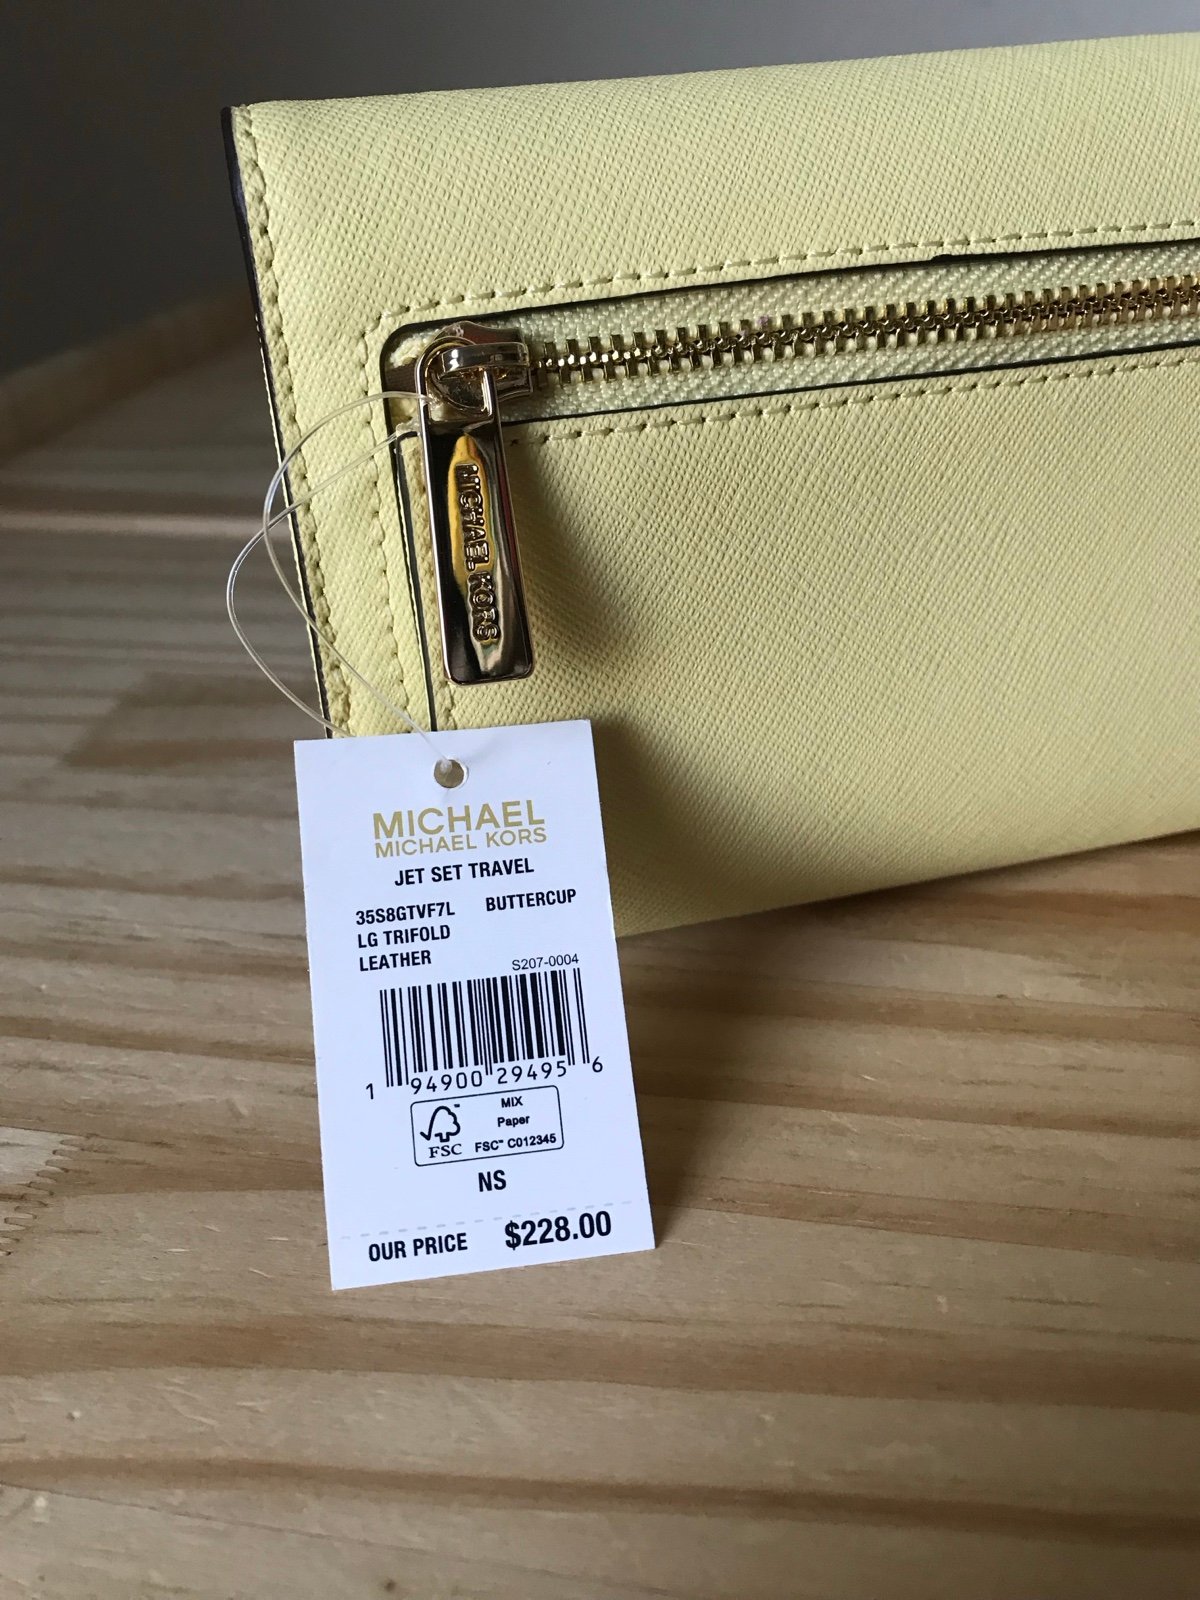 MICHAEL KORS
MICHAEL
MICHAEL KORS
JET SET TRAVEL
35S8GTVF7L BUTTERCUP
LG TRIFOLD
LEATHER
S207-0004
1 94900 29495 6
MIX
Paper
FSC™ C012345
FSC
NS
OUR PRICE $228.00